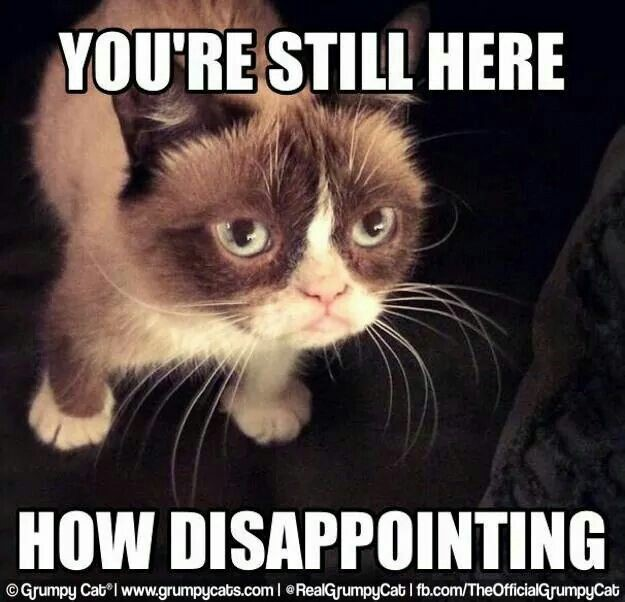 YOU'RE STILL HERE
HOW DISAPPOINTING
© Grumpy Cat® | www.grumpycats.com | @RealGrumpyCat | fb.com/TheOfficialGrumpyCat